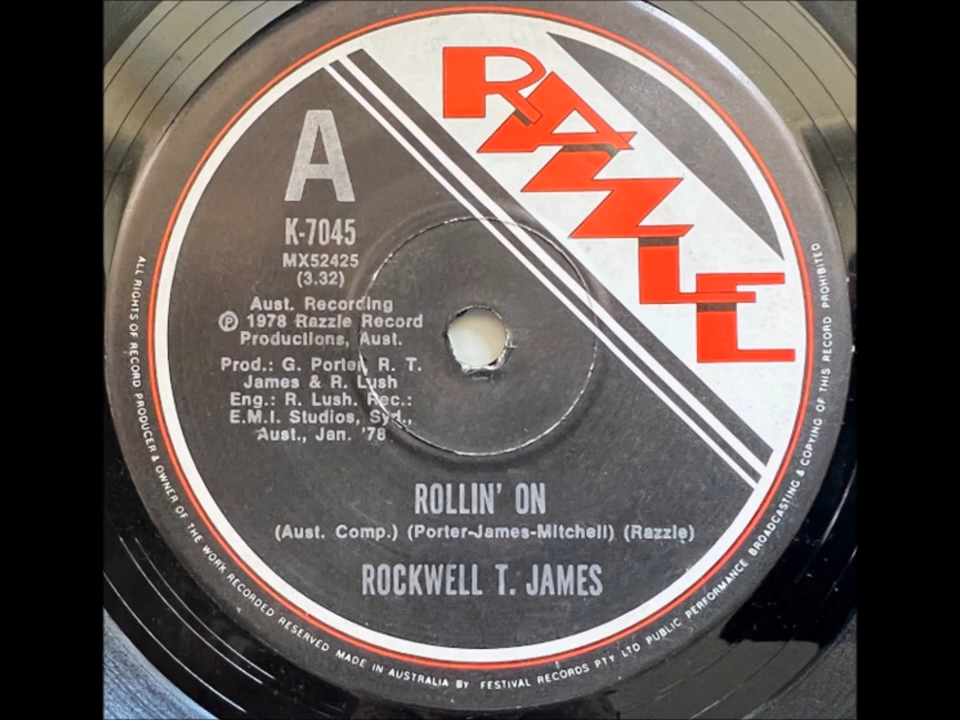 RAZZLE
A
K-7045
MX52425
(3.32)
Aust. Recording
Ⓟ 1978 Razzle Record
Productions, Aust.
Prod.: G. Porter, R. T.
James & R. Lush
Eng.: R. Lush. Rec.:
E.M.I. Studios, Syd.,
Aust., Jan. '78
ROLLIN' ON
(Aust. Comp.) (Porter-James-Mitchell) (Razzle)
ROCKWELL T. JAMES
ALL RIGHTS OF RECORD PRODUCER & OWNER OF THE WORK RECORDED RESERVED MADE IN AUSTRALIA BY FESTIVAL RECORDS PTY LTD PUBLIC PERFORMANCE BROADCASTING & COPYING OF THIS RECORD PROHIBITED